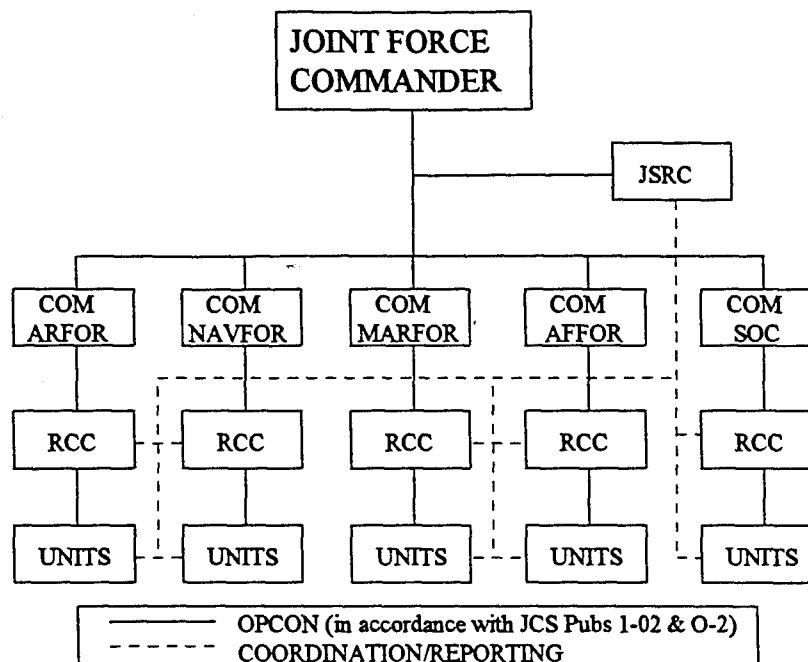 JOINT FORCE
COMMANDER
JSRC
COM
ARFOR
COM
NAVFOR
COM
MARFOR
COM
AFFOR
COM
SOC
RCC
RCC
RCC
RCC
RCC
UNITS
UNITS
UNITS
UNITS
UNITS
OPCON (in accordance with JCS Pubs 1-02 & O-2)
COORDINATION/REPORTING